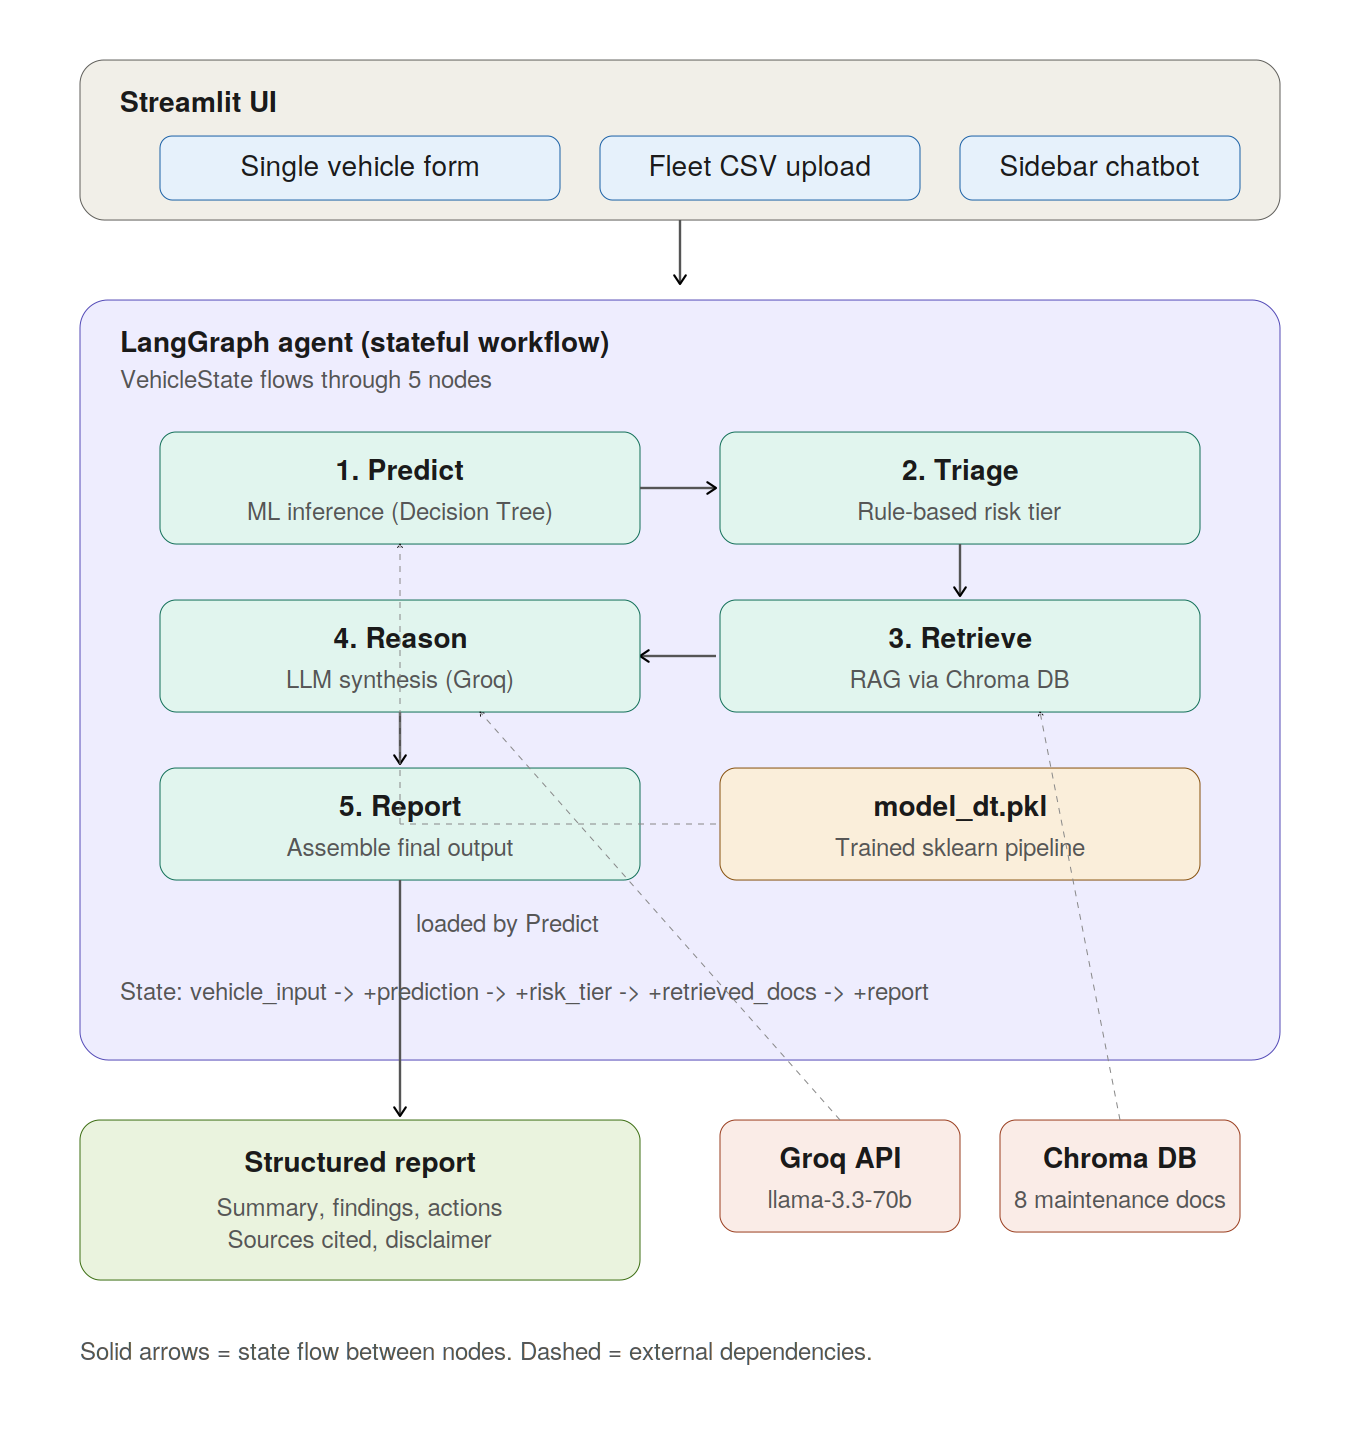 Streamlit UI
Single vehicle form
Fleet CSV upload
Sidebar chatbot
LangGraph agent (stateful workflow)
VehicleState flows through 5 nodes
1. Predict
ML inference (Decision Tree)
2. Triage
Rule-based risk tier
4. Reason
LLM synthesis (Groq)
3. Retrieve
RAG via Chroma DB
5. Report
Assemble final output
model_dt.pkl
Trained sklearn pipeline
loaded by Predict
State: vehicle_input -> +prediction -> +risk_tier -> +retrieved_docs -> +report
Structured report
Summary, findings, actions
Sources cited, disclaimer
Groq API
llama-3.3-70b
Chroma DB
8 maintenance docs
Solid arrows = state flow between nodes. Dashed = external dependencies.